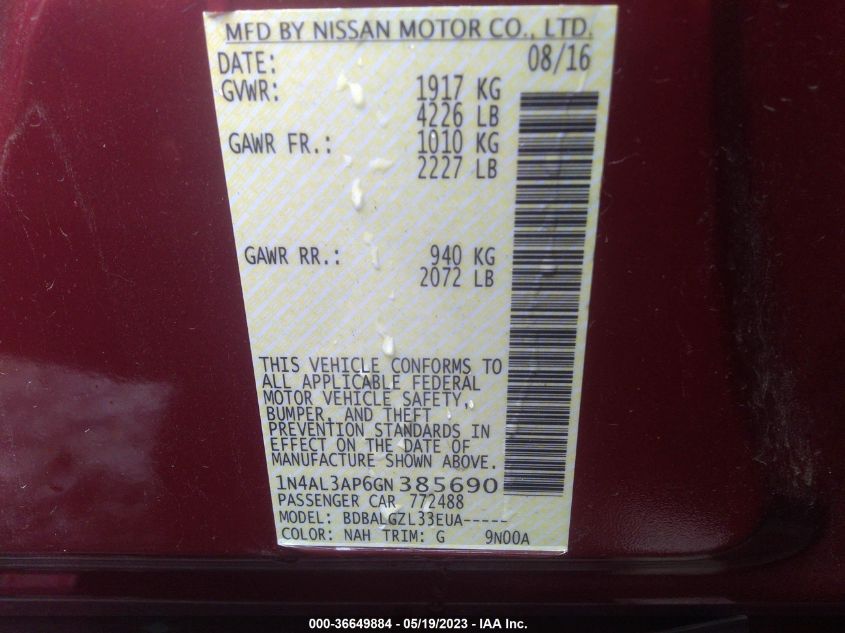 MFD BY NISSAN MOTOR CO., LTD.
DATE: 08/16
GVWR: 1917 KG
4226 LB
GAWR FR.: 1010 KG
2227 LB
GAWR RR.: 940 KG
2072 LB
THIS VEHICLE CONFORMS TO
ALL APPLICABLE FEDERAL
MOTOR VEHICLE SAFETY,
BUMPER, AND THEFT
PREVENTION STANDARDS IN
EFFECT ON THE DATE OF
MANUFACTURE SHOWN ABOVE.
1N4AL3AP6GN385690
PASSENGER CAR 772488
MODEL: BDBALGZL33EUA-----
COLOR: NAH TRIM: G 9N00A
000-36649884 - 05/19/2023 - IAA Inc.